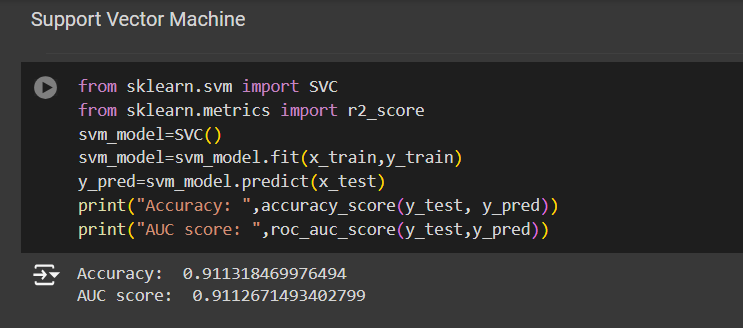 Support Vector Machine
from sklearn.svm import SVC
from sklearn.metrics import r2_score
svm_model=SVC()
svm_model=svm_model.fit(x_train,y_train)
y_pred=svm_model.predict(x_test)
print("Accuracy: ",accuracy_score(y_test, y_pred))
print("AUC score: ",roc_auc_score(y_test,y_pred))
Accuracy:  0.911318469976494
AUC score:  0.9112671493402799